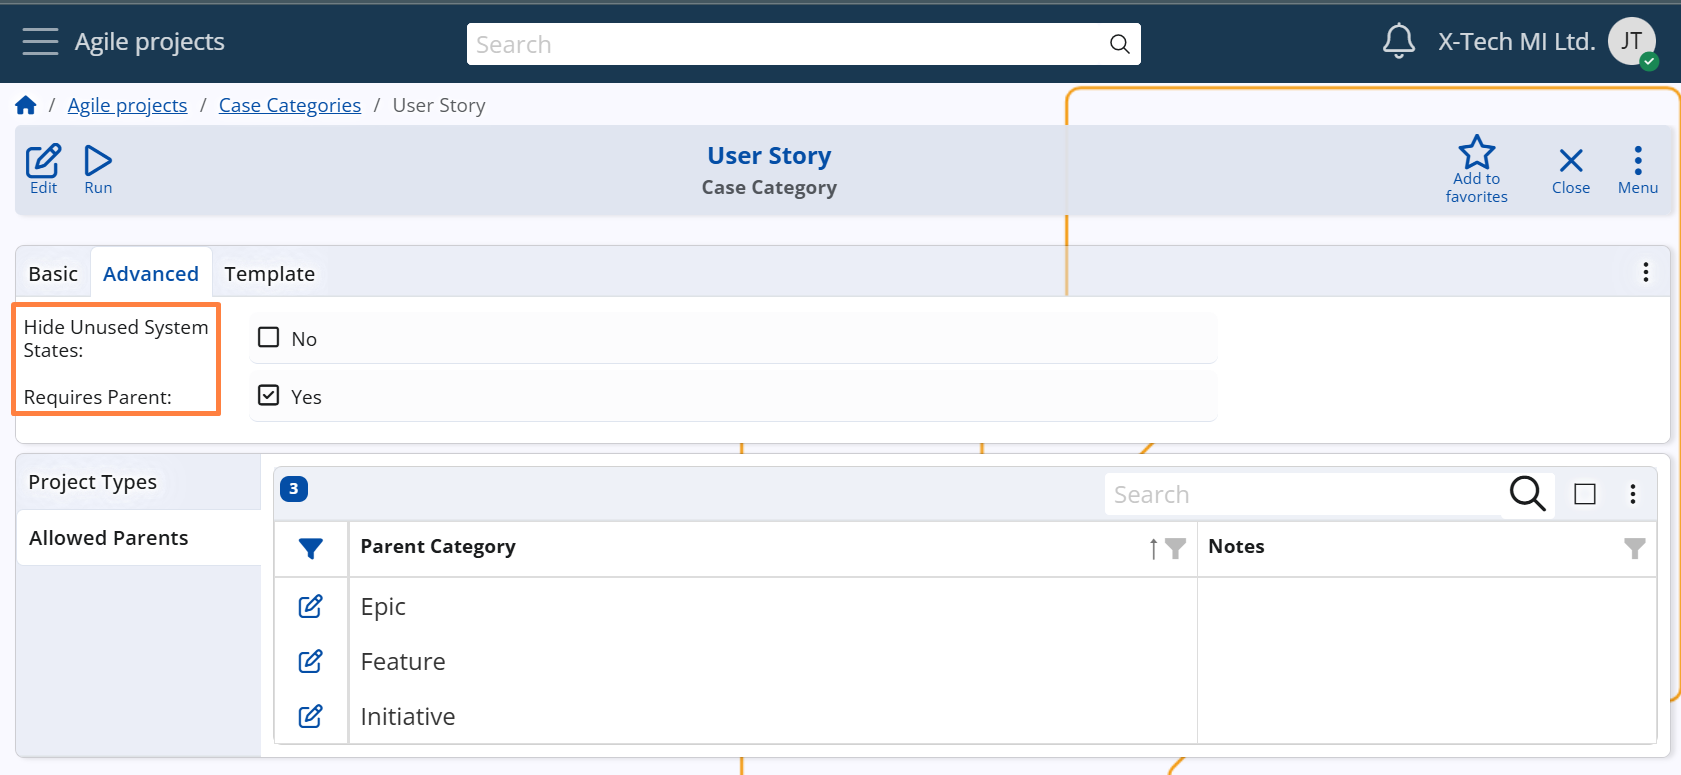 Agile projects
Search
X-Tech MI Ltd.
JT
/ Agile projects / Case Categories / User Story
Edit
Run
User Story
Case Category
Add to
favorites
Close
Menu
Basic
Advanced
Template
Hide Unused System
States:
No
Requires Parent:
Yes
Project Types
Allowed Parents
3
Search
Parent Category
Notes
Epic
Feature
Initiative